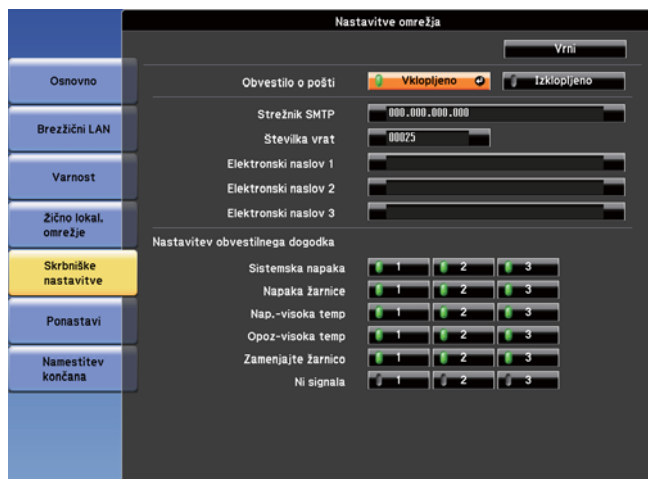 Nastavitve omrežja
Vrni
Osnovno
Brezžični LAN
Varnost
Žično lokal.
omrežje
Skrbniške
nastavitve
Ponastavi
Namestitev
končana
Obvestilo o pošti Vklopljeno Izklopljeno
Strežnik SMTP 000.000.000.000
Stevilka vrat 00025
Elektronski naslov 1
Elektronski naslov 2
Elektronski naslov 3
Nastavitev obvestilnega dogodka
Sistemska napaka 1 2 3
Napaka žarnice 1 2 3
Nap.-visoka temp 1 2 3
Opoz-visoka temp 1 2 3
Zamenjajte žarnico 1 2 3
Ni signala 1 2 3